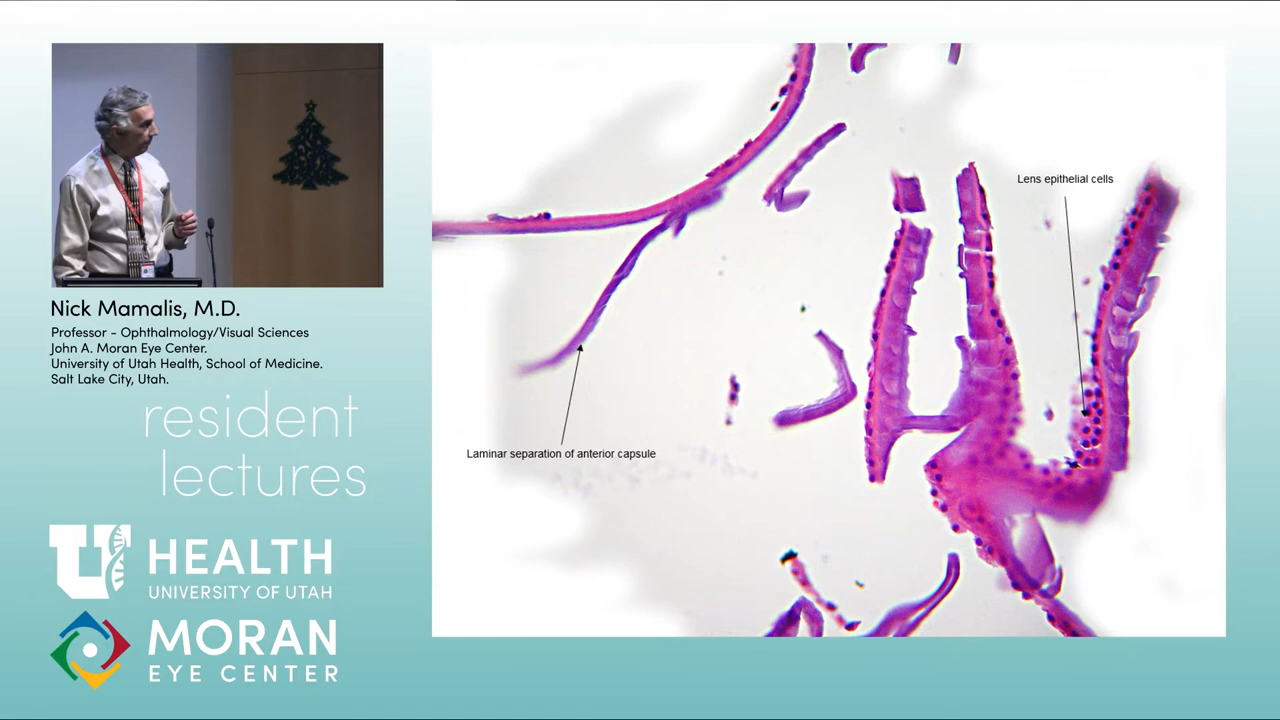 Nick Mamalis, M.D.
Professor - Ophthalmology/Visual Sciences
John A. Moran Eye Center.
University of Utah Health, School of Medicine.
Salt Lake City, Utah.
resident
lectures
U HEALTH
UNIVERSITY OF UTAH
MORAN
EYE CENTER
Lens epithelial cells
Laminar separation of anterior capsule